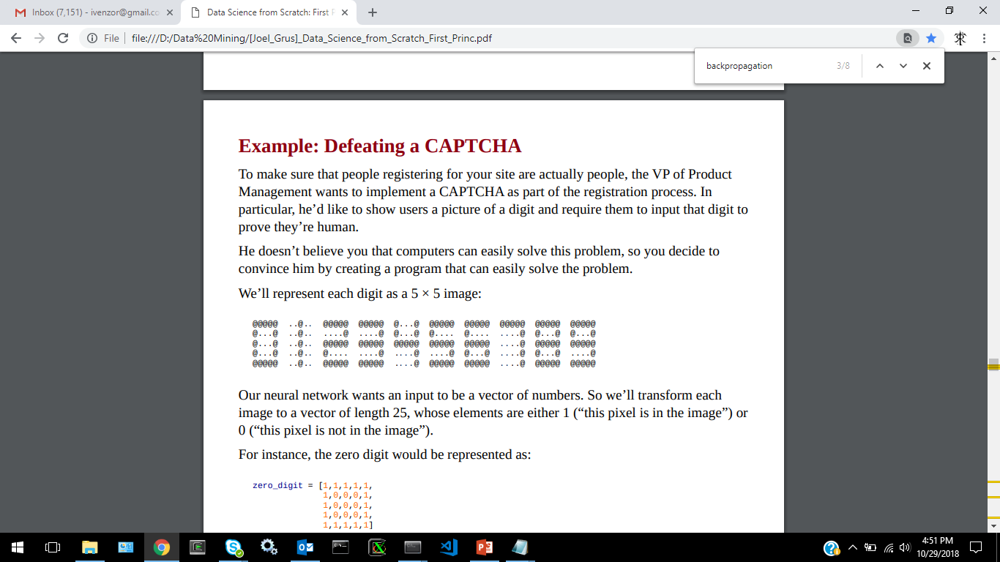 Inbox (7,151) - ivenzor@gmail.co
Data Science from Scratch: First P
File
file:///D:/Data%20Mining/[Joel_Grus]_Data_Science_from_Scratch_First_Princ.pdf
backpropagation 3/8
Example: Defeating a CAPTCHA
To make sure that people registering for your site are actually people, the VP of Product
Management wants to implement a CAPTCHA as part of the registration process. In
particular, he’d like to show users a picture of a digit and require them to input that digit to
prove they’re human.
He doesn’t believe you that computers can easily solve this problem, so you decide to
convince him by creating a program that can easily solve the problem.
We’ll represent each digit as a 5 × 5 image:
@@@@@ ..@.. @@@@@ @@@@@ @...@ @@@@@ @@@@@ @@@@@ @@@@@ @@@@@
@...@ ..@.. ....@ ....@ @...@ @.... @.... ....@ @...@ @...@
@...@ ..@.. @@@@@ @@@@@ @@@@@ @@@@@ @@@@@ ....@ @@@@@ @@@@@
@...@ ..@.. @.... ....@ ....@ ....@ @...@ ....@ @...@ ....@
@@@@@ ..@.. @@@@@ @@@@@ ....@ @@@@@ @@@@@ ....@ @@@@@ @@@@@
Our neural network wants an input to be a vector of numbers. So we’ll transform each
image to a vector of length 25, whose elements are either 1 (“this pixel is in the image”) or
0 (“this pixel is not in the image”).
For instance, the zero digit would be represented as:
zero_digit = [1,1,1,1,1,
1,0,0,0,1,
1,0,0,0,1,
1,0,0,0,1,
1,1,1,1,1]
4:51 PM
10/29/2018